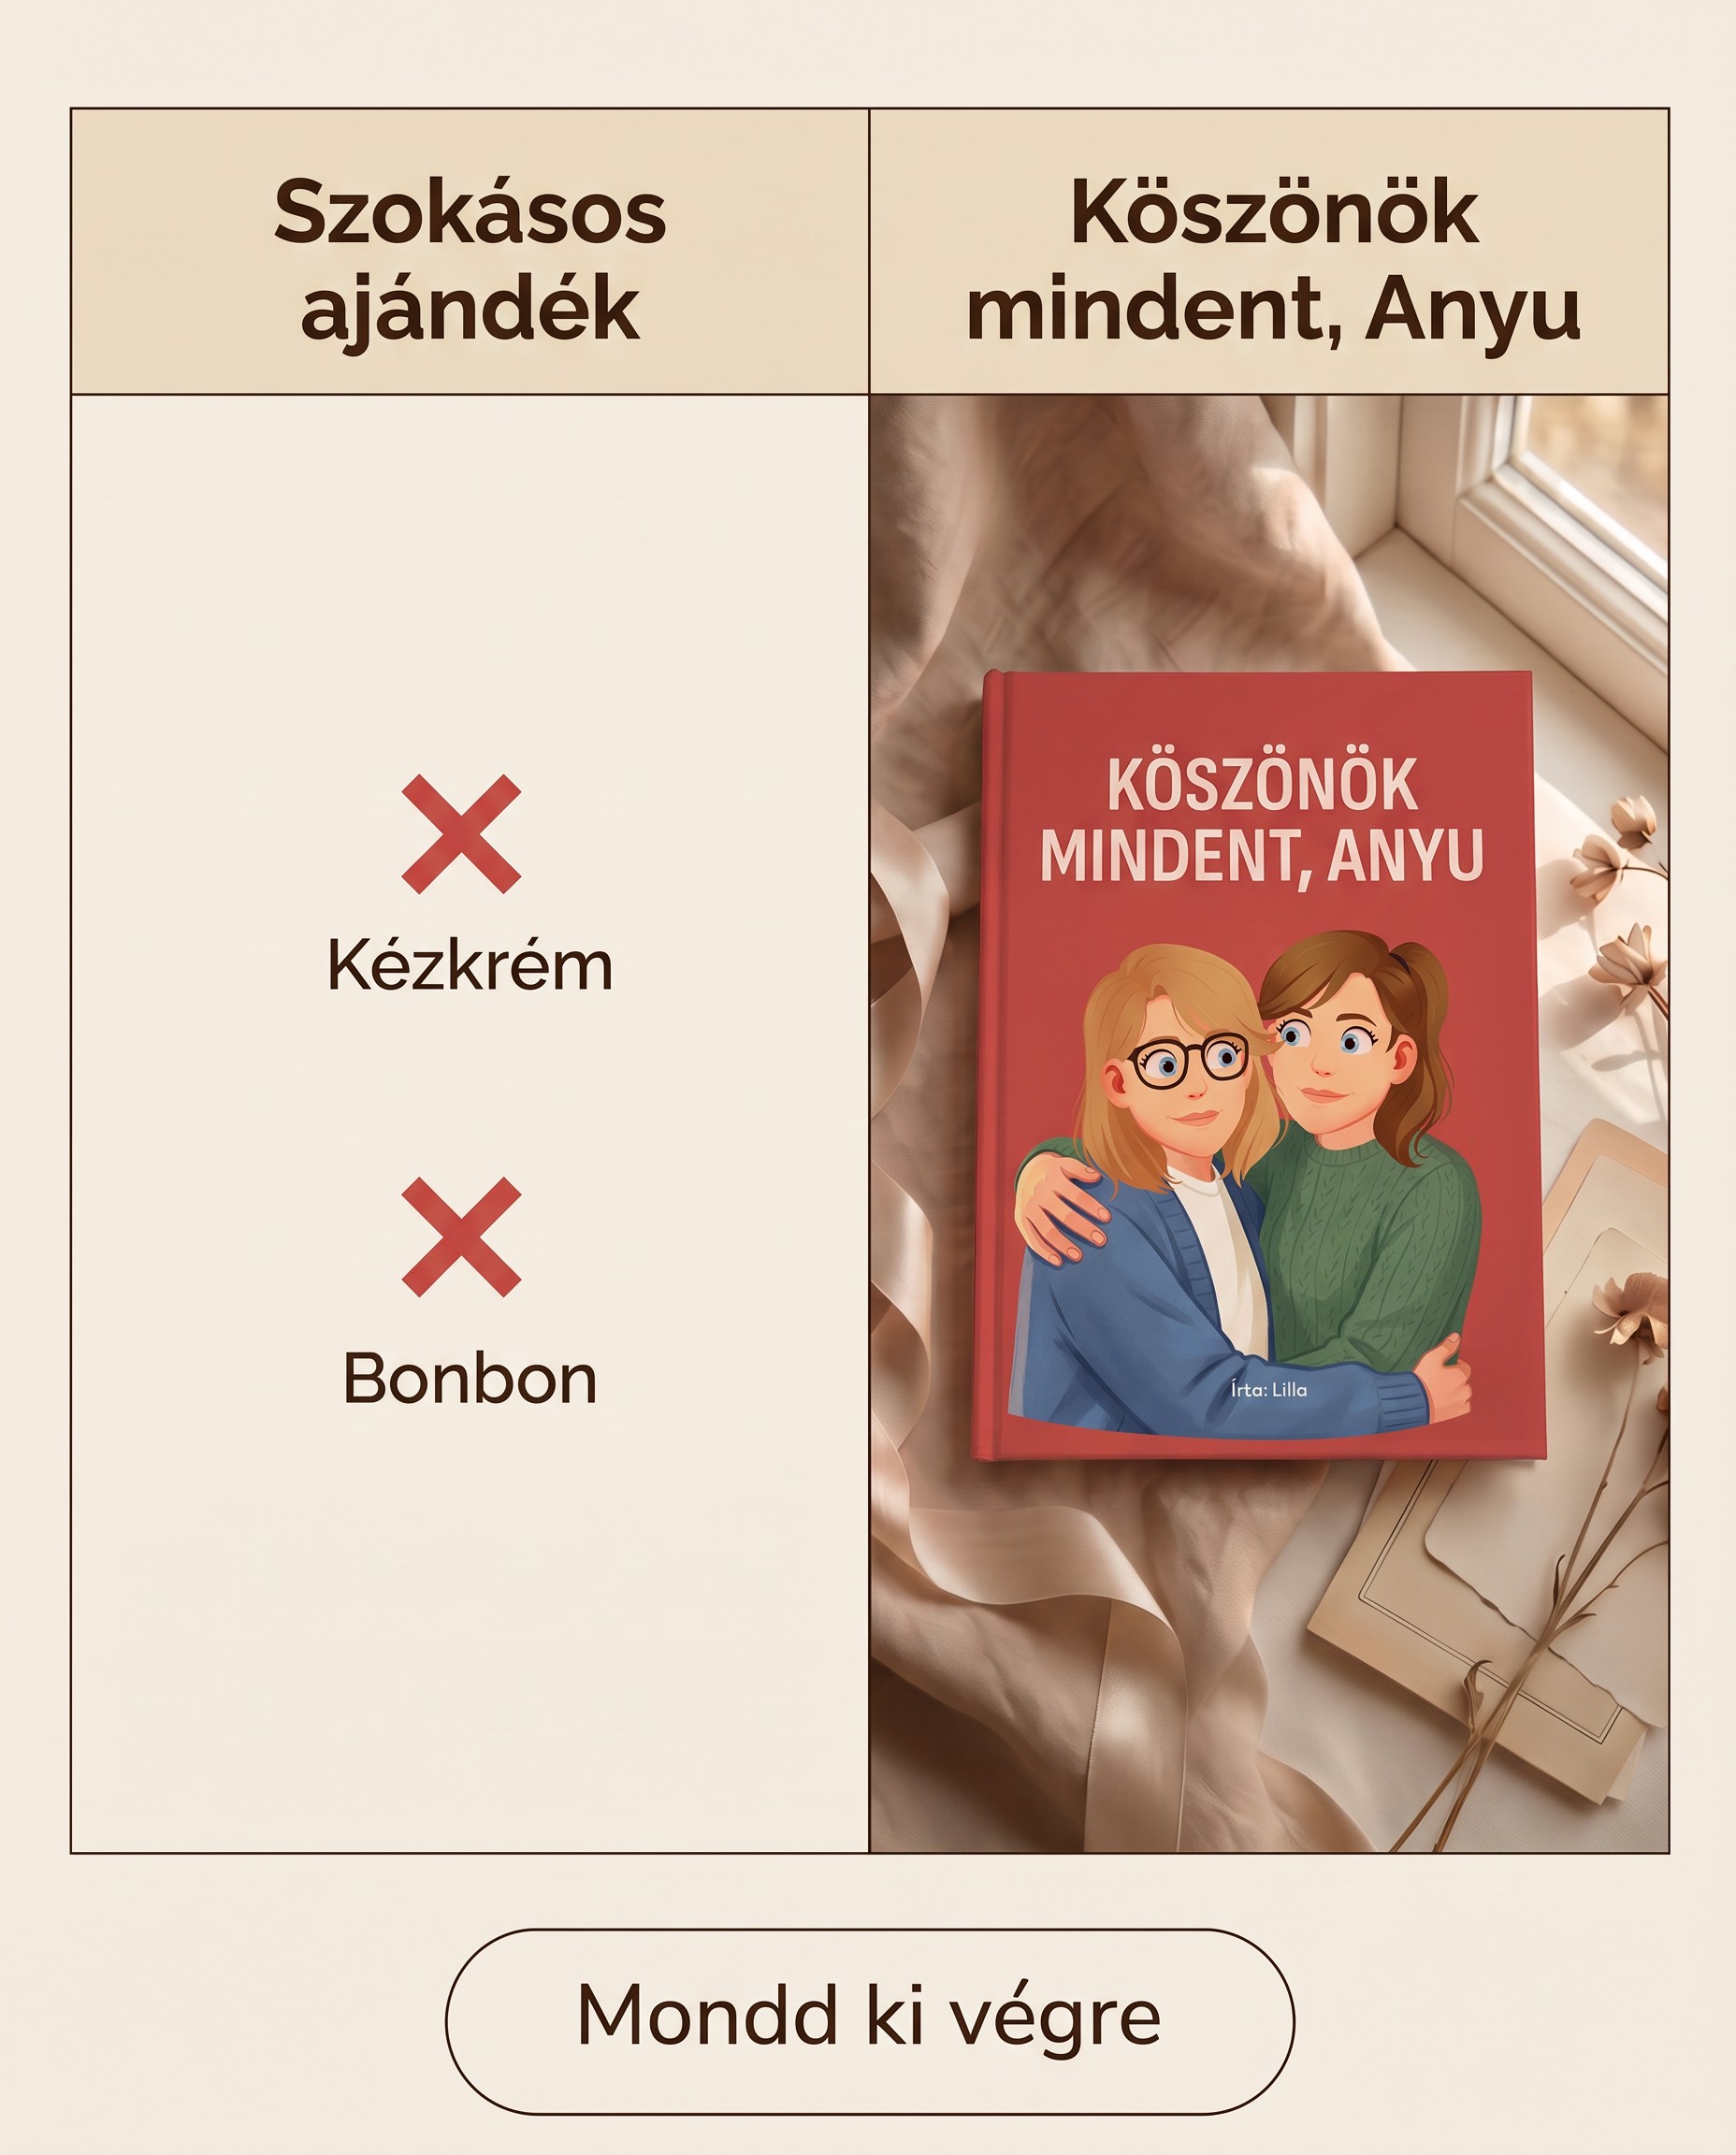 Szokásos
ajándék
Köszönök
mindent, Anyu
Kézkrém
Bonbon
KÖSZÖNÖK
MINDENT, ANYU
Írta: Lilla
Mondd ki végre